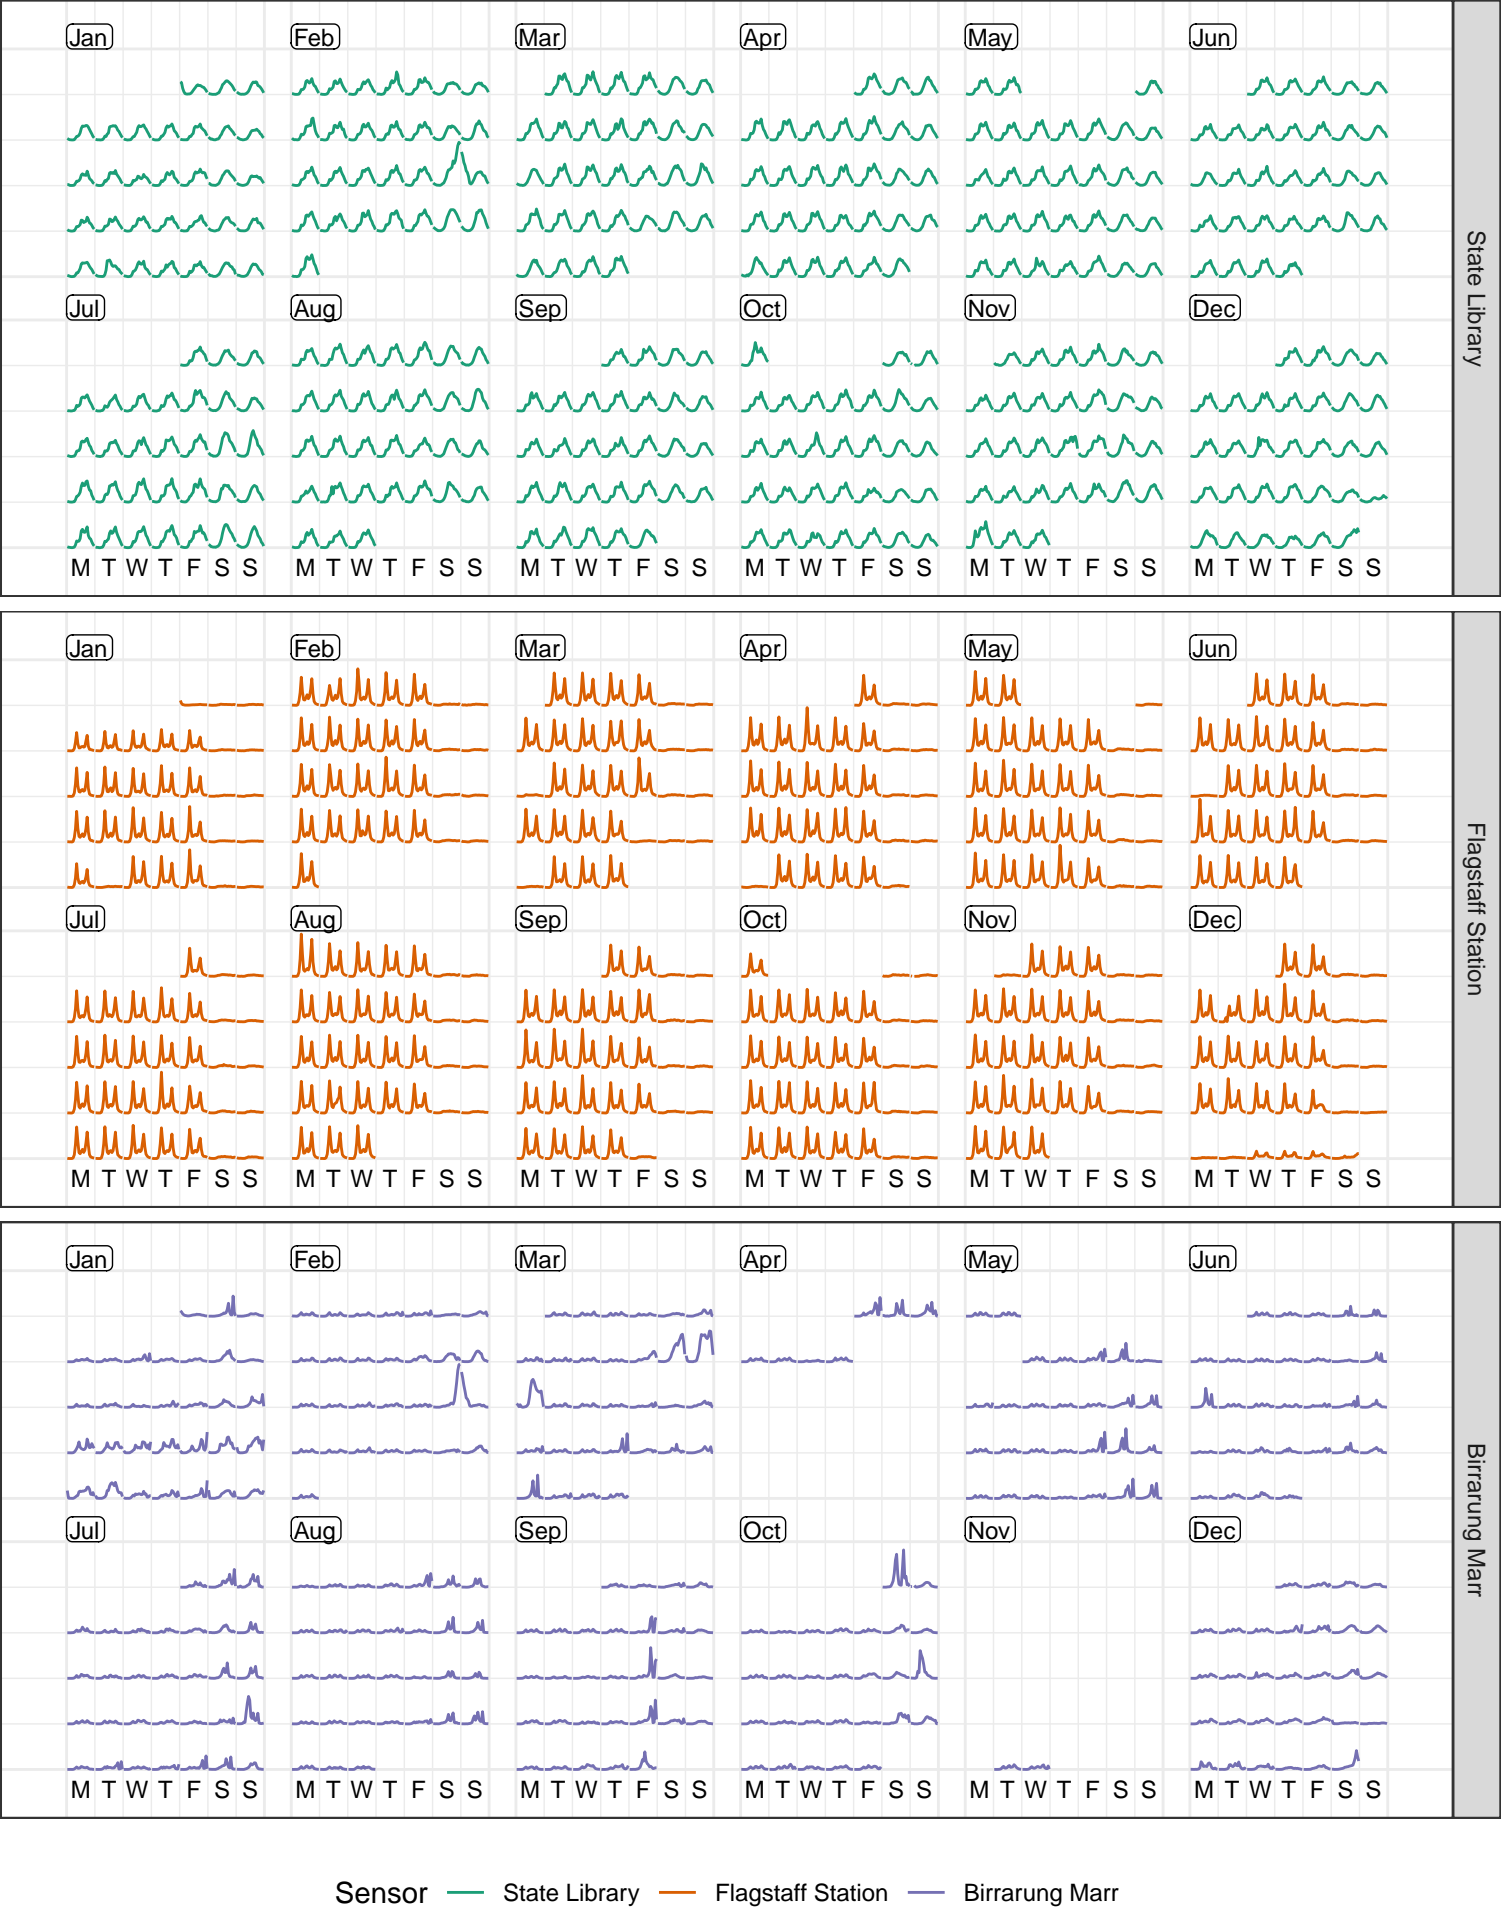 Jan Feb Mar Apr May Jun
State Library
Jul Aug Sep Oct Nov Dec
M T W T F S S M T W T F S S M T W T F S S M T W T F S S M T W T F S S M T W T F S S
Jan Feb Mar Apr May Jun
Flagstaff Station
Jul Aug Sep Oct Nov Dec
M T W T F S S M T W T F S S M T W T F S S M T W T F S S M T W T F S S M T W T F S S
Jan Feb Mar Apr May Jun
Birrarung Marr
Jul Aug Sep Oct Nov Dec
M T W T F S S M T W T F S S M T W T F S S M T W T F S S M T W T F S S M T W T F S S
Sensor State Library Flagstaff Station Birrarung Marr